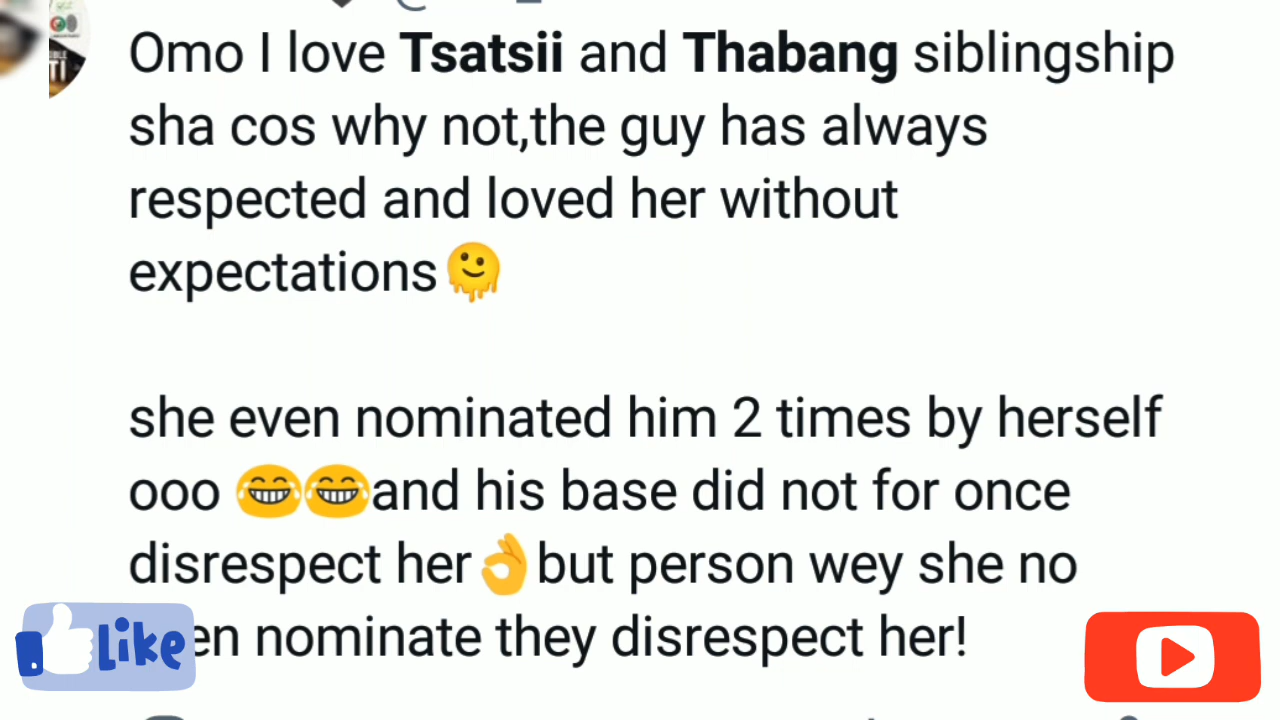 Omo I love Tsatsii and Thabang siblingship
sha cos why not,the guy has always
respected and loved her without
expectations🫠
she even nominated him 2 times by herself
ooo 😂😂and his base did not for once
disrespect her👌but person wey she no
en nominate they disrespect her!
like